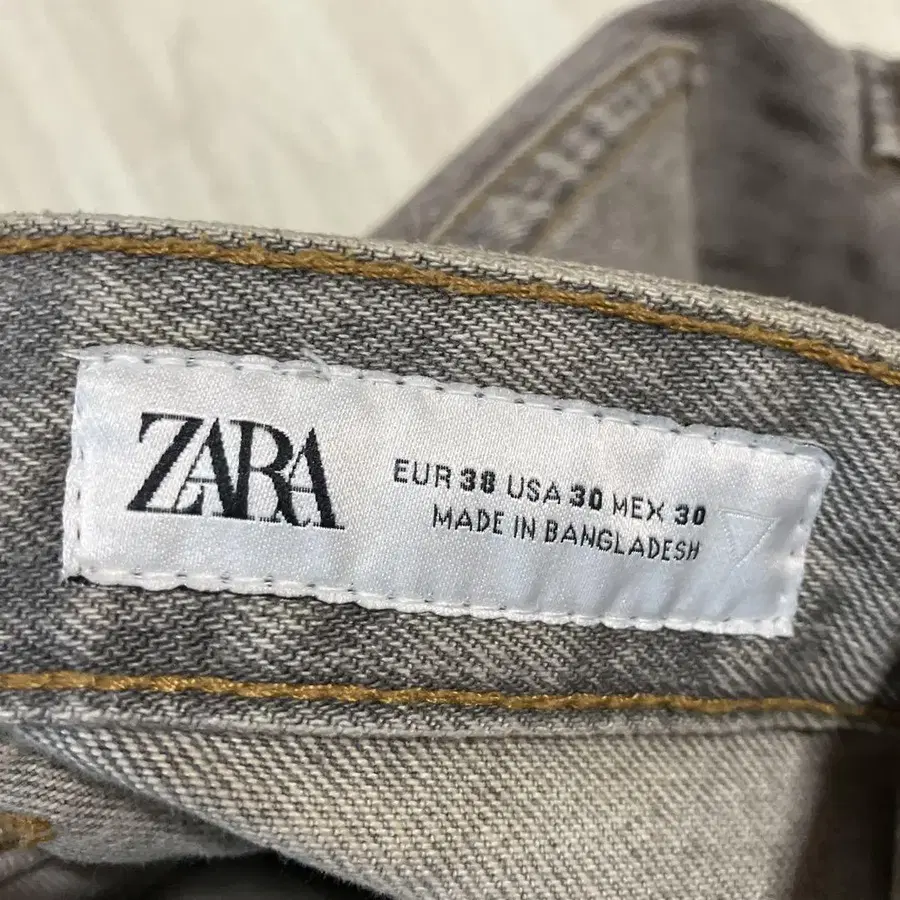 ZARA
EUR 38 USA 30 MEX 30
MADE IN BANGLADESH